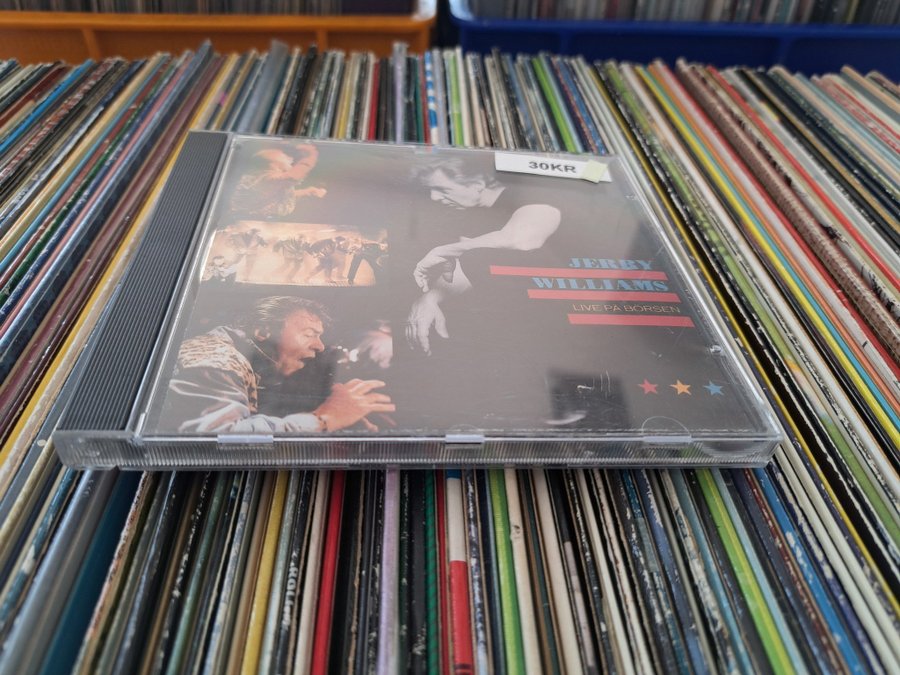 30KR
JERRY
WILLIAMS
LIVE PÅ BÖRSEN